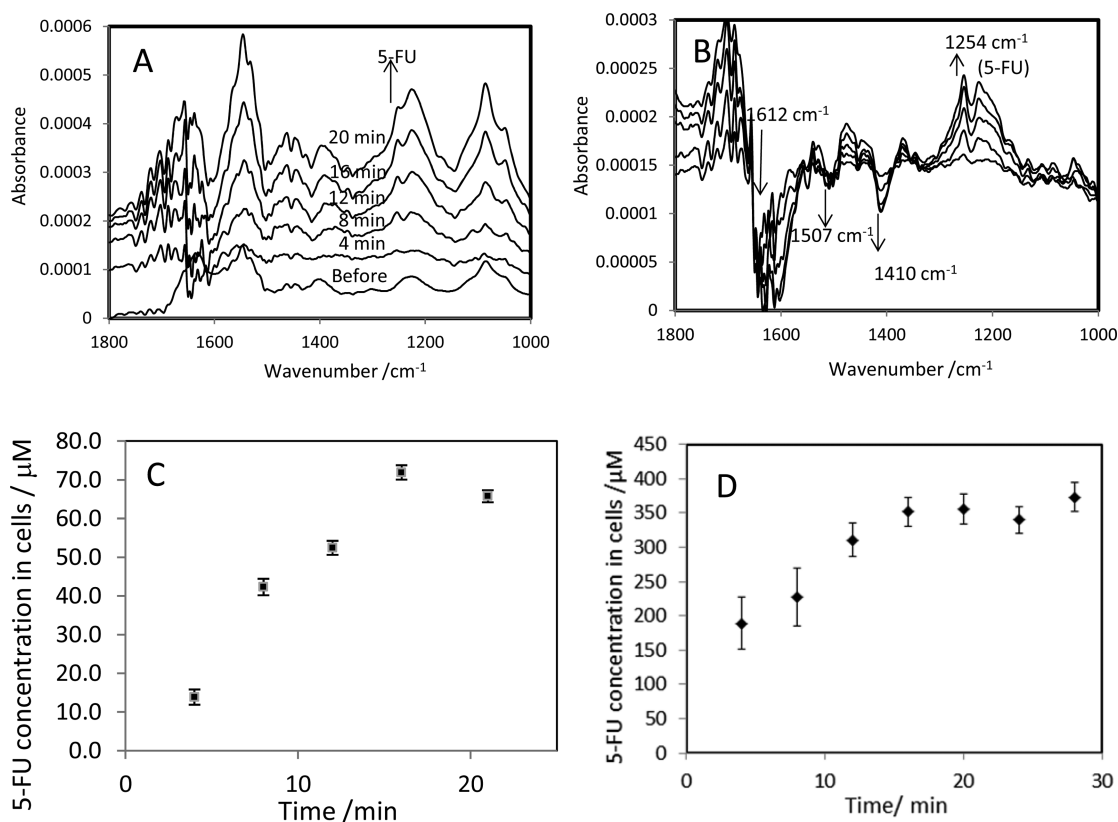 A
0.0006
0.0005
0.0004
0.0003
0.0002
0.0001
0
Absorbance
5-FU
20 min
16 min
12 min
8 min
4 min
Before
1800
1600
1400
1200
1000
Wavenumber /cm-1
B
0.0003
0.00025
0.0002
0.00015
0.0001
0.00005
0
Absorbance
1254 cm-1
(5-FU)
1612 cm-1
1507 cm-1
1410 cm-1
1800
1600
1400
1200
1000
Wavenumber /cm-1
C
80.0
70.0
60.0
50.0
40.0
30.0
20.0
10.0
0.0
5-FU concentration in cells / µM
0
10
20
Time /min
D
450
400
350
300
250
200
150
100
50
0
5-FU concentration in cells /µM
0
10
20
30
Time/ min